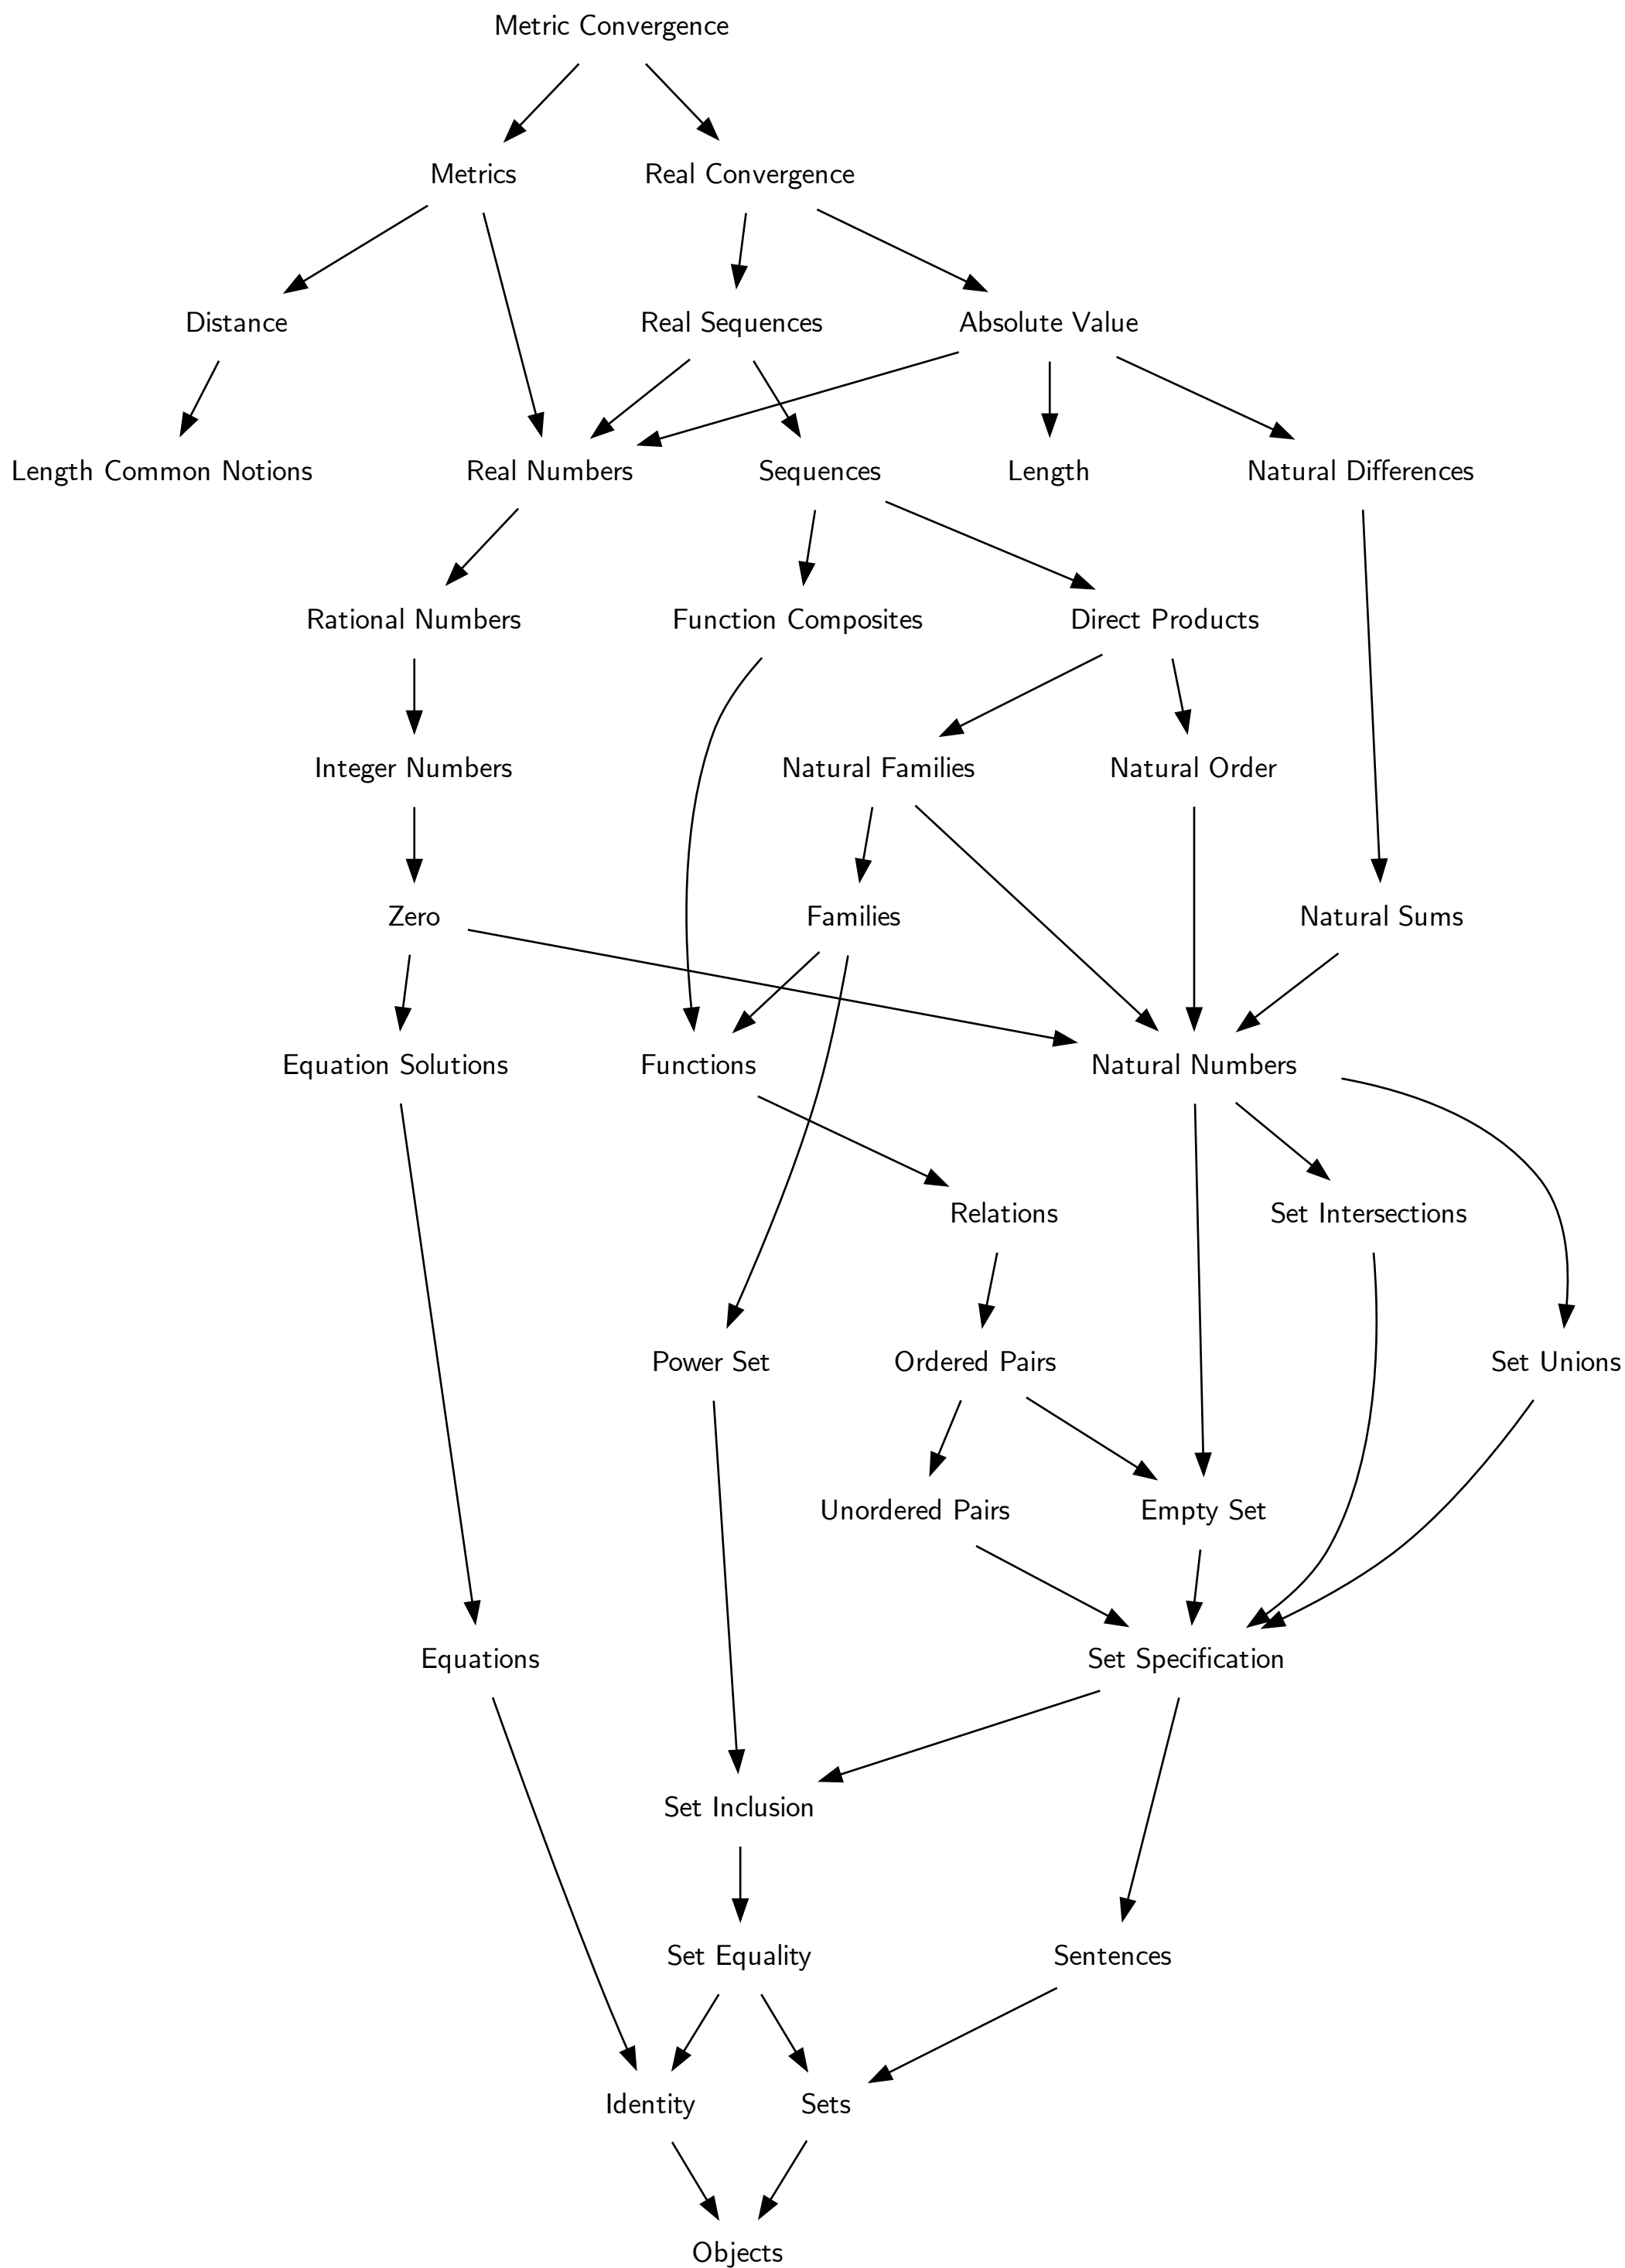 Metric Convergence
Metrics
Real Convergence
Distance
Real Sequences
Absolute Value
Length Common Notions
Real Numbers
Sequences
Length
Natural Differences
Rational Numbers
Function Composites
Direct Products
Integer Numbers
Natural Families
Natural Order
Zero
Families
Natural Sums
Equation Solutions
Functions
Natural Numbers
Relations
Set Intersections
Power Set
Ordered Pairs
Set Unions
Unordered Pairs
Empty Set
Equations
Set Specification
Set Inclusion
Set Equality
Sentences
Identity
Sets
Objects